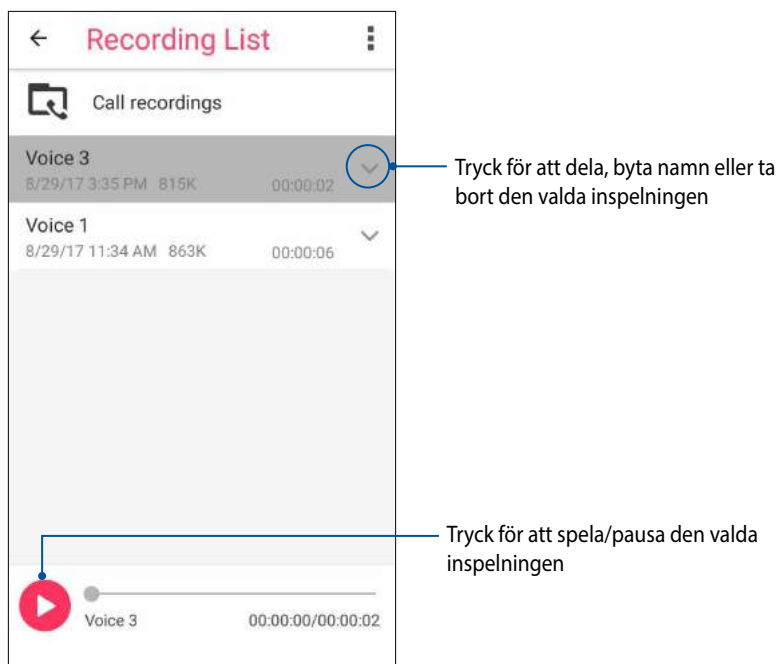 Recording List
Call recordings
Voice 3
8/29/17 3:35 PM 815K 00:00:02
Tryck för att dela, byta namn eller ta
bort den valda inspelningen
Voice 1
8/29/17 11:34 AM 863K 00:00:06
Tryck för att spela/pausa den valda
inspelningen
Voice 3 00:00:00/00:00:02